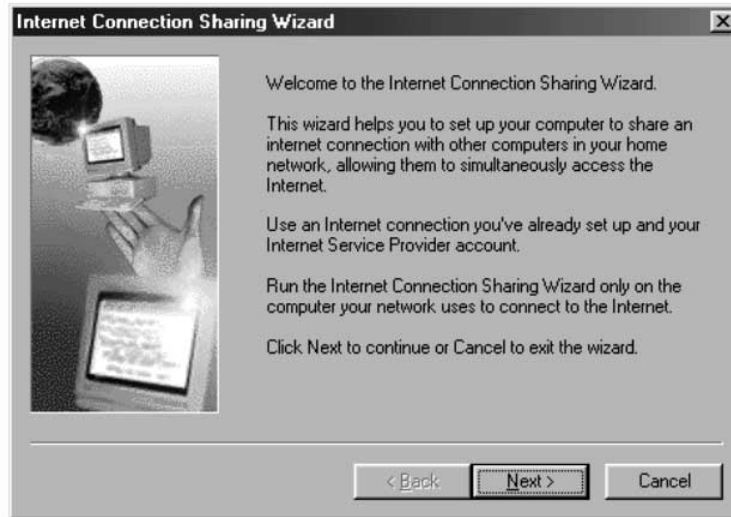 Internet Connection Sharing Wizard
Welcome to the Internet Connection Sharing Wizard.
This wizard helps you to set up your computer to share an
internet connection with other computers in your home
network, allowing them to simultaneously access the
Internet.
Use an Internet connection you've already set up and your
Internet Service Provider account.
Run the Internet Connection Sharing Wizard only on the
computer your network uses to connect to the Internet.
Click Next to continue or Cancel to exit the wizard.
< Back
Next >
Cancel